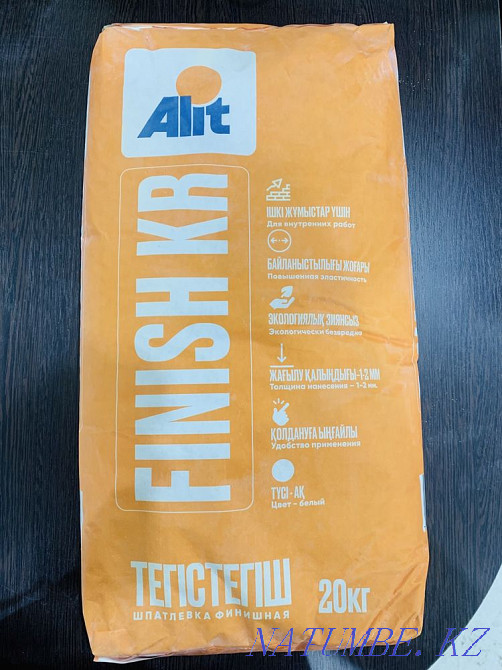 Alit
FINISH KR
ІШКІ ЖҰМЫСТАР ҮШІН
Для внутренних работ
БАЙЛАНЫСТЫЛЫҒЫ ЖОҒАРЫ
Повышенная эластичность
ЭКОЛОГИЯЛЫҚ ЗИЯНСЫЗ
Экологически безвредна
ЖАҒЫЛУ ҚАЛЫҢДЫҒЫ-1-2 ММ
Толщина нанесения – 1-2 мм.
ҚОЛДАНУҒА ЫҢҒАЙЛЫ
Удобство применения
ТҮСІ - АҚ
Цвет - белый
ТЕГІСТЕГІШ
ШПАТЛЕВКА ФИНИШНАЯ
20КГ
NATUMBE. KZ